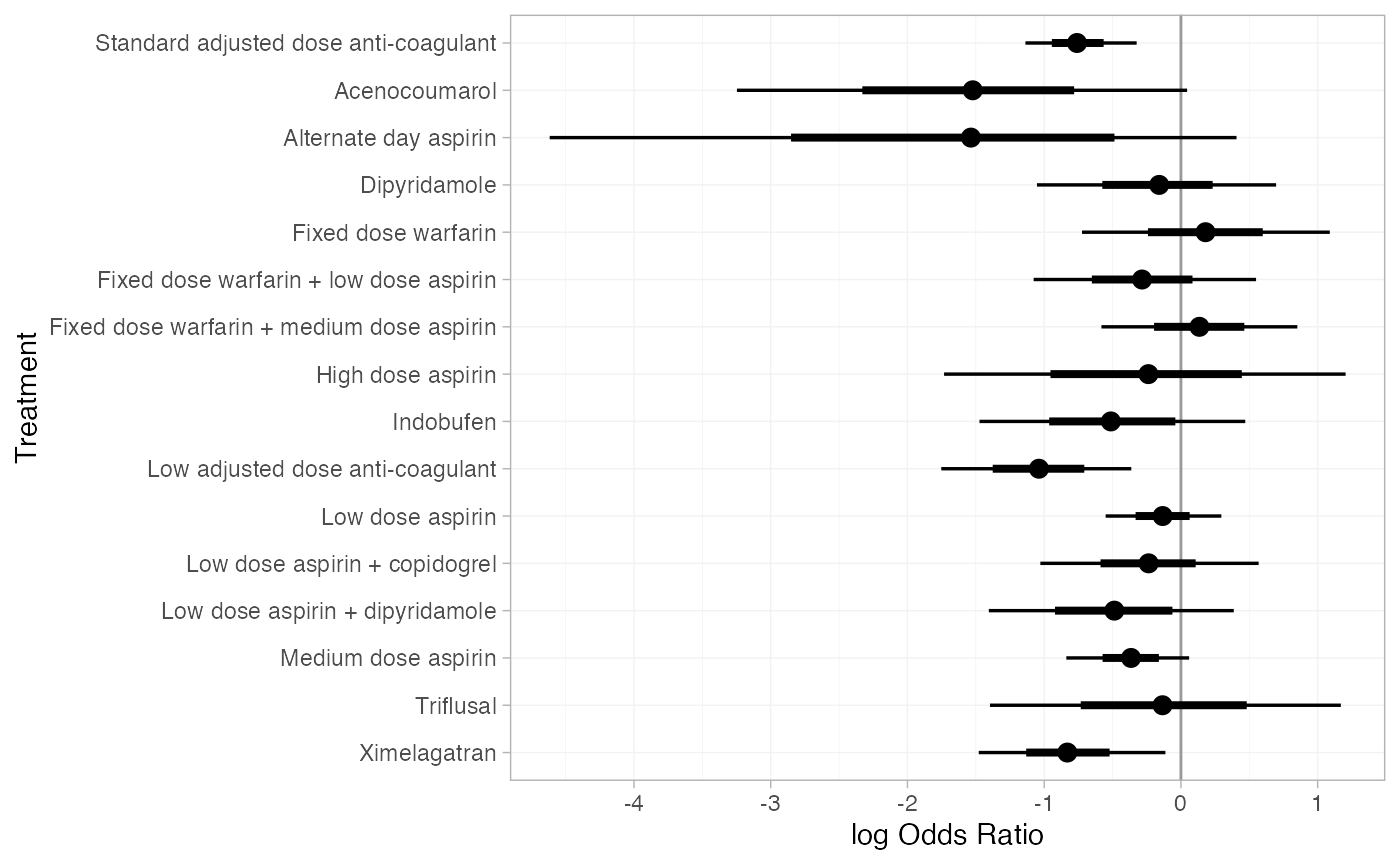 Treatment
Standard adjusted dose anti-coagulant
Acenocoumarol
Alternate day aspirin
Dipyridamole
Fixed dose warfarin
Fixed dose warfarin + low dose aspirin
Fixed dose warfarin + medium dose aspirin
High dose aspirin
Indobufen
Low adjusted dose anti-coagulant
Low dose aspirin
Low dose aspirin + copidogrel
Low dose aspirin + dipyridamole
Medium dose aspirin
Triflusal
Ximelagatran
-4 -3 -2 -1 0 1
log Odds Ratio